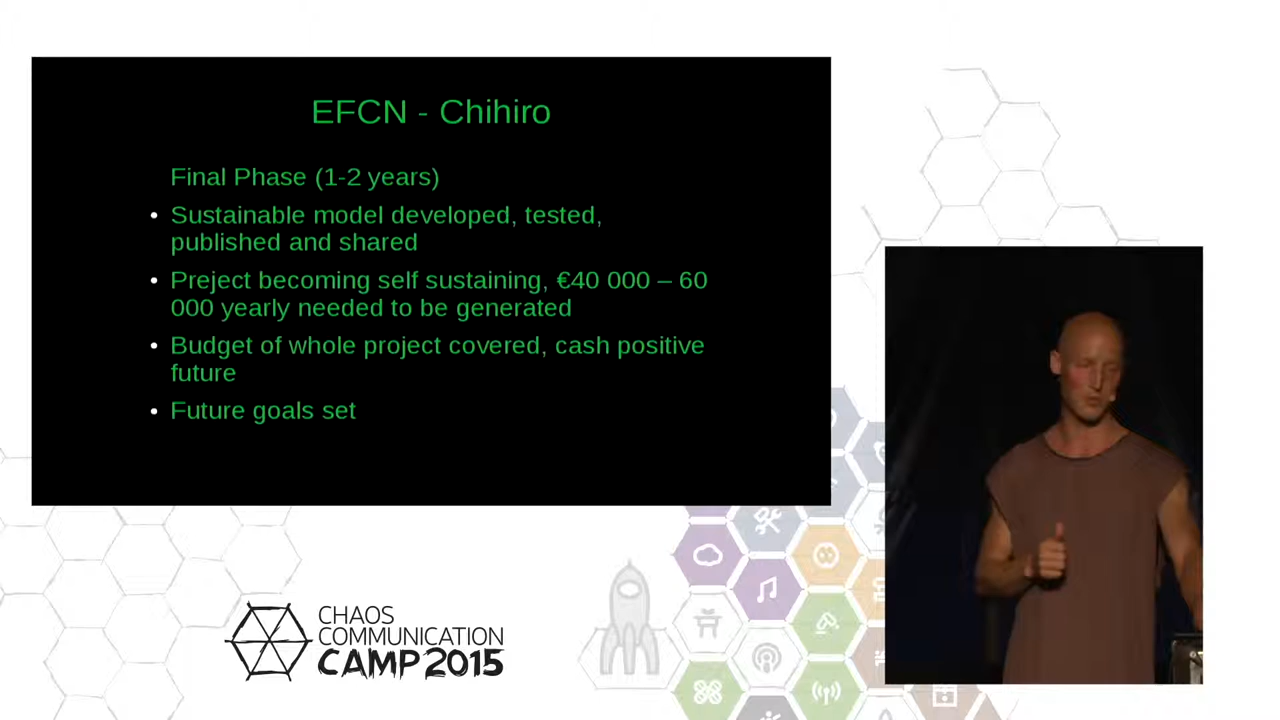 EFCN - Chihiro
Final Phase (1-2 years)
• Sustainable model developed, tested,
published and shared
• Preject becoming self sustaining, €40 000 – 60
000 yearly needed to be generated
• Budget of whole project covered, cash positive
future
• Future goals set
CHAOS
COMMUNICATION
CAMP 2015